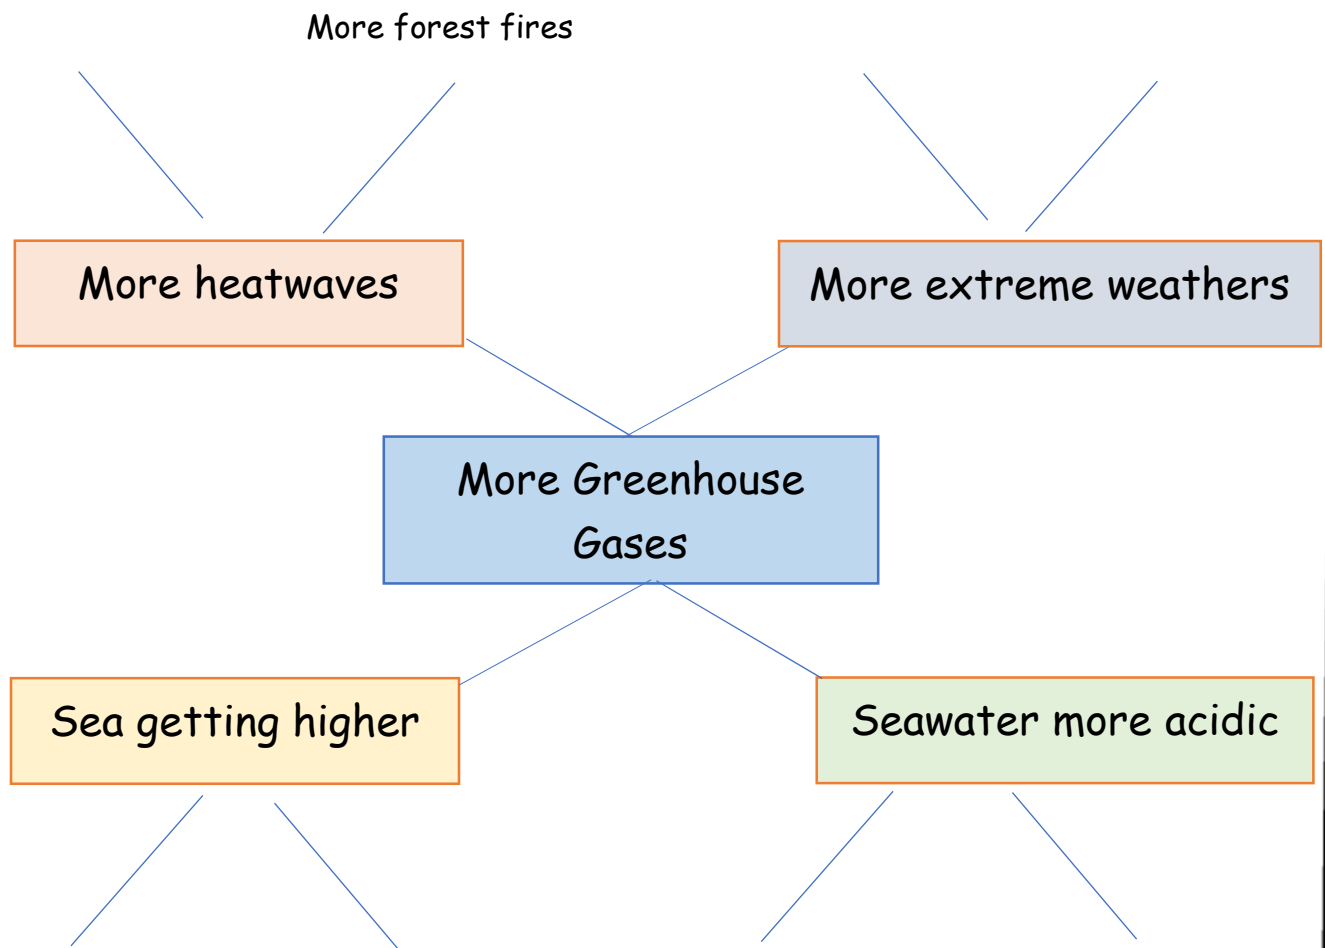 More forest fires
More heatwaves
More extreme weathers
More Greenhouse
Gases
Sea getting higher
Seawater more acidic